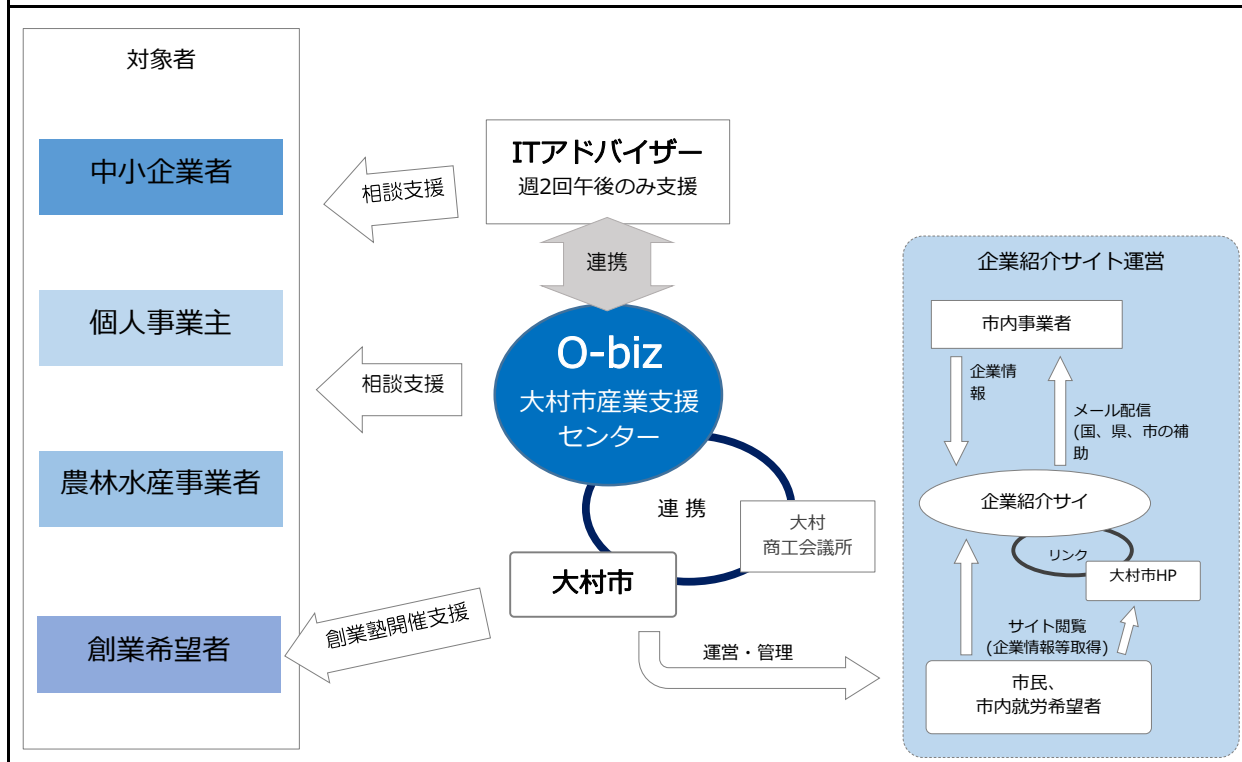 対象者
中小企業者
個人事業主
農林水産事業者
創業希望者
相談支援
相談支援
創業塾開催支援
ITアドバイザー
週2回午後のみ支援
連携
O-biz
大村市産業支援
センター
連 携
大村
商工会議所
大村市
運営・管理
企業紹介サイト運営
市内事業者
企業情
報
メール配信
(国、県、市の補
助
企業紹介サイ
リンク
大村市HP
サイト閲覧
(企業情報等取得)
市民、
市内就労希望者